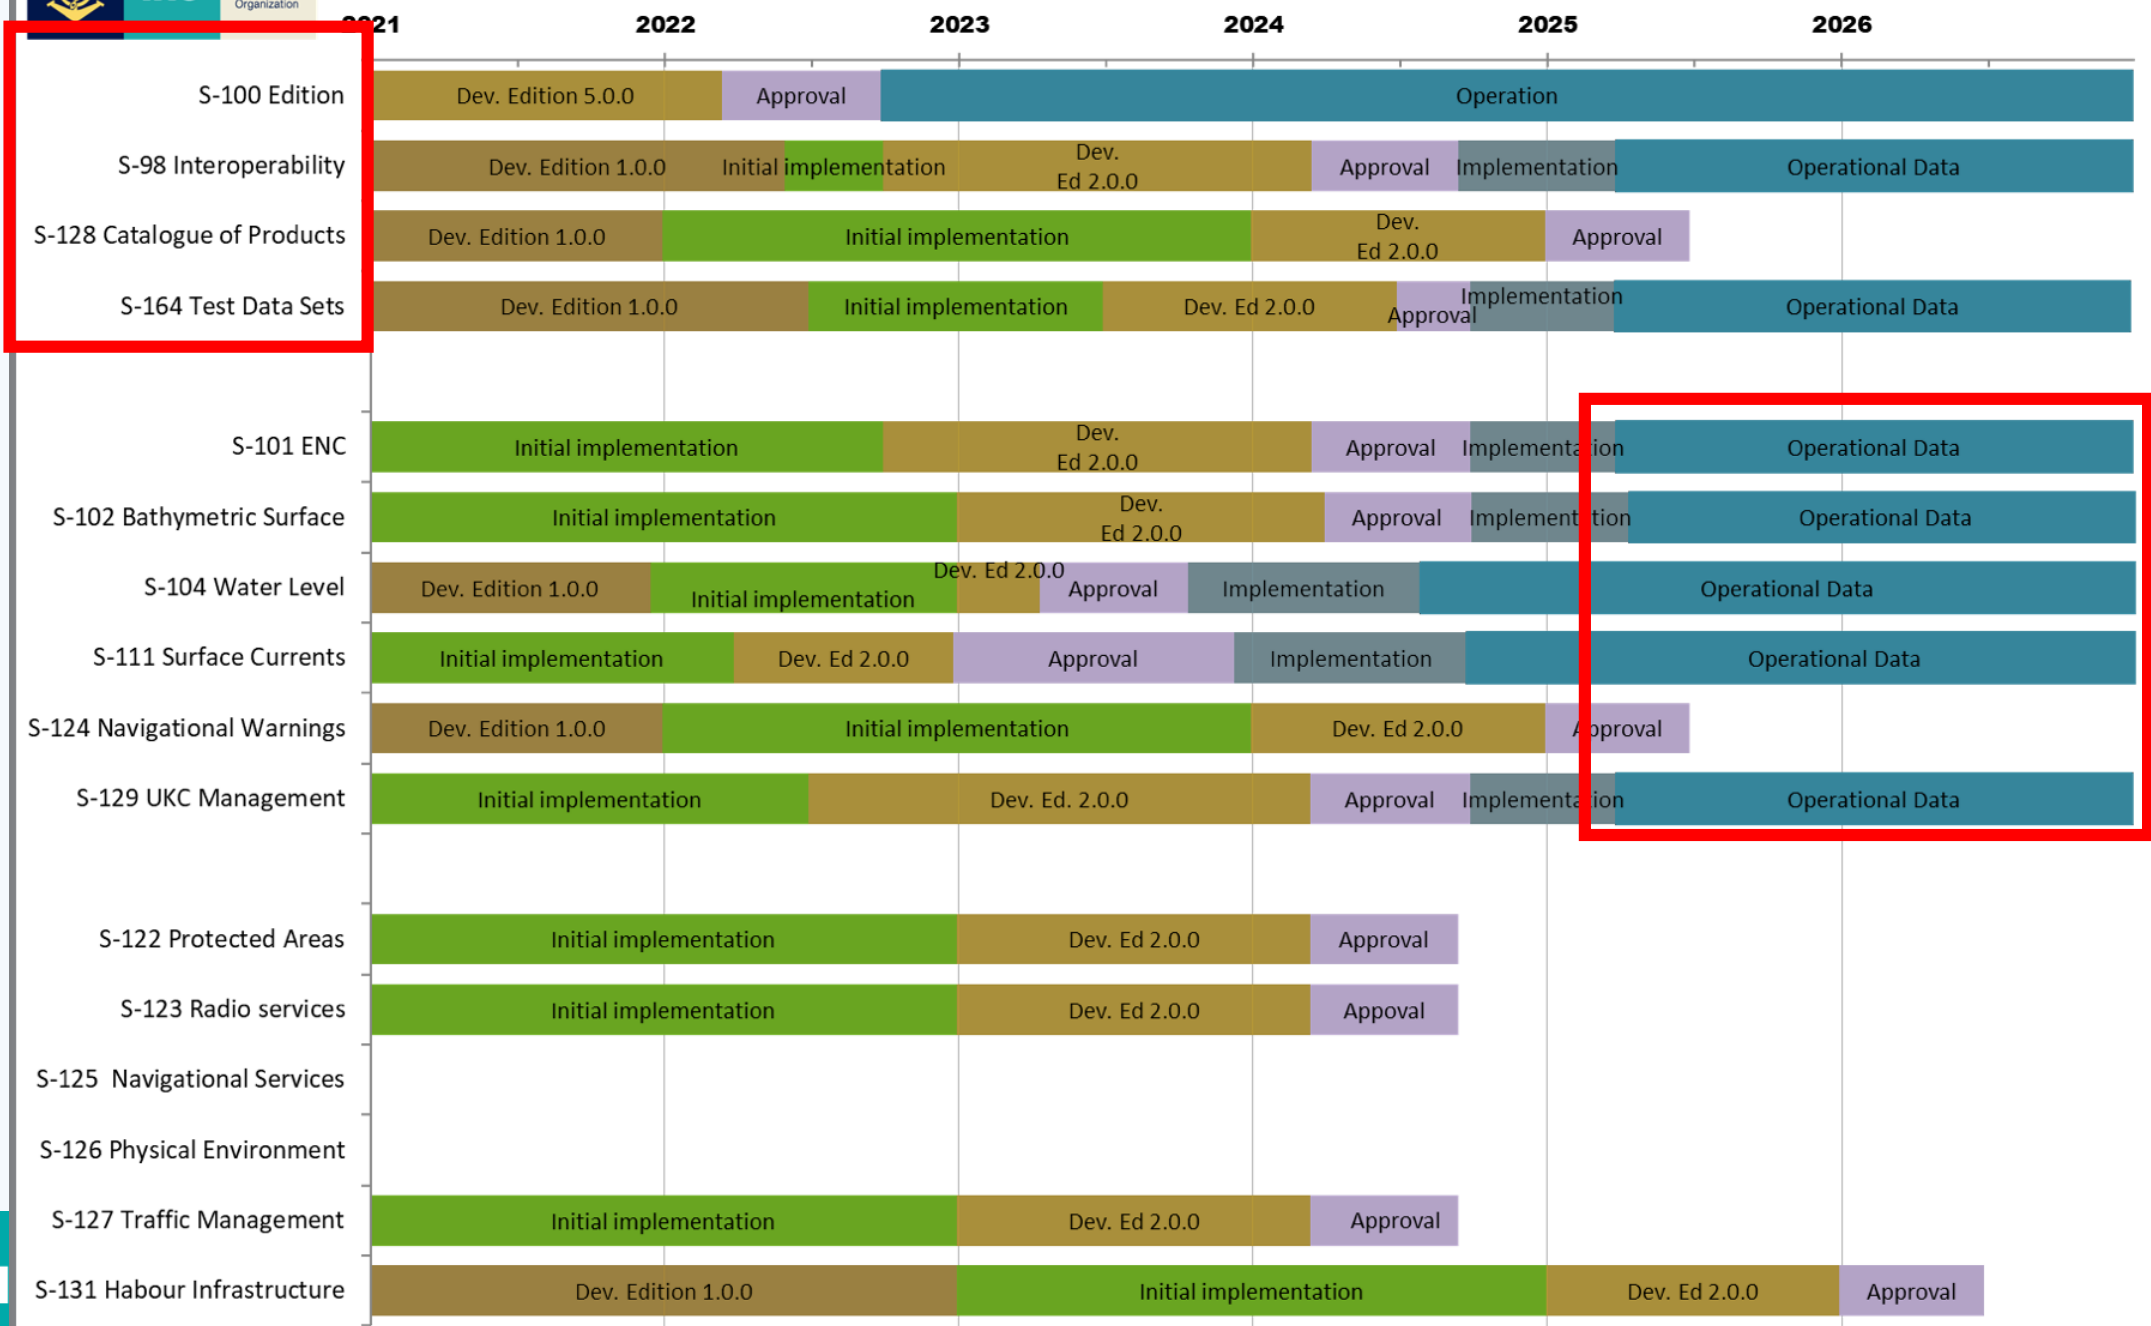 Organization
2022 2023 2024 2025 2026
S-100 Edition Dev. Edition 5.0.0 Approval Operation
S-98 Interoperability Dev. Edition 1.0.0 Initial implementation Dev. Ed 2.0.0 Approval Implementation Operational Data
S-128 Catalogue of Products Dev. Edition 1.0.0 Initial implementation Dev. Ed 2.0.0 Approval
S-164 Test Data Sets Dev. Edition 1.0.0 Initial implementation Dev. Ed 2.0.0 Approval Implementation Operational Data
S-101 ENC Initial implementation Dev. Ed 2.0.0 Approval Implementation Operational Data
S-102 Bathymetric Surface Initial implementation Dev. Ed 2.0.0 Approval Implementation Operational Data
S-104 Water Level Dev. Edition 1.0.0 Initial implementation Dev. Ed 2.0.0 Approval Implementation Operational Data
S-111 Surface Currents Initial implementation Dev. Ed 2.0.0 Approval Implementation Operational Data
S-124 Navigational Warnings Dev. Edition 1.0.0 Initial implementation Dev. Ed 2.0.0 Approval
S-129 UKC Management Initial implementation Dev. Ed. 2.0.0 Approval Implementation Operational Data
S-122 Protected Areas Initial implementation Dev. Ed 2.0.0 Approval
S-123 Radio services Initial implementation Dev. Ed 2.0.0 Appoval
S-125 Navigational Services
S-126 Physical Environment
S-127 Traffic Management Initial implementation Dev. Ed 2.0.0 Approval
S-131 Habour Infrastructure Dev. Edition 1.0.0 Initial implementation Dev. Ed 2.0.0 Approval